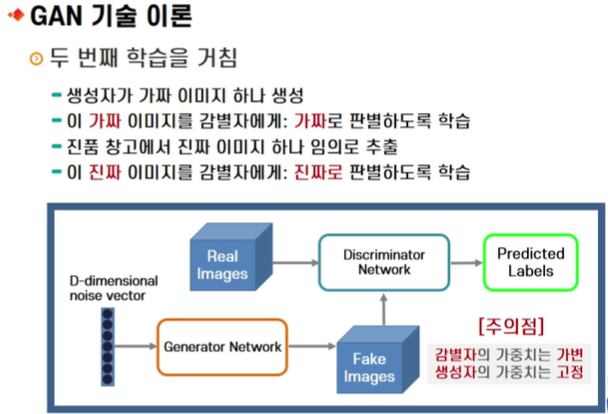 GAN 기술 이론
두 번째 학습을 거침
생성자가 가짜 이미지 하나 생성
이 가짜 이미지를 감별자에게: 가짜로 판별하도록 학습
진품 창고에서 진짜 이미지 하나 임의로 추출
이 진짜 이미지를 감별자에게: 진짜로 판별하도록 학습
Real
Images
Discriminator
Network
Predicted
Labels
D-dimensional
noise vector
Generator Network
Fake
Images
[주의점]
감별자의 가중치는 가변
생성자의 가중치는 고정